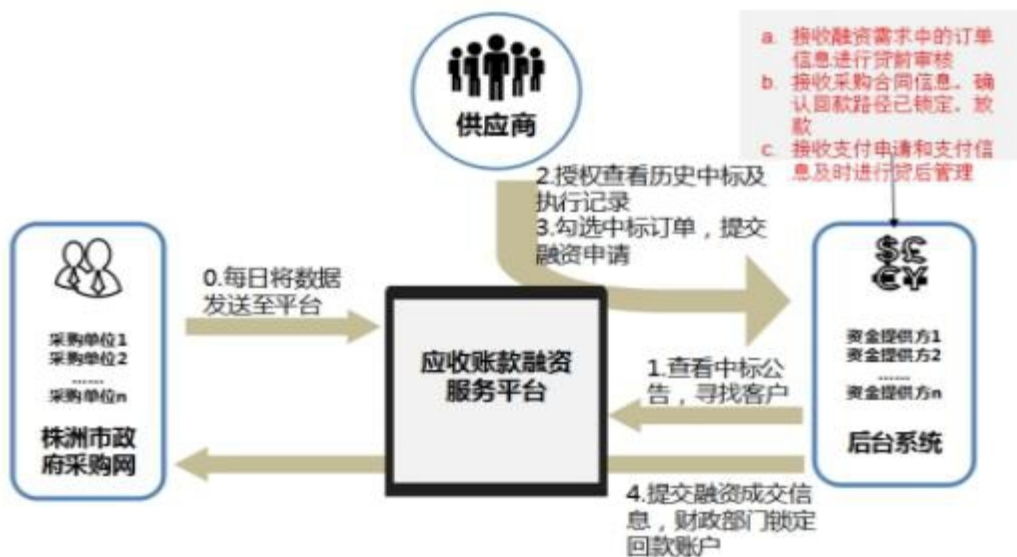 供应商
a. 接收融资需求中的订单
信息进行贷前审核
b. 接收采购合同信息。确
认回款路径已锁定。放
款
c. 接收支付申请和支付信
息及时进行贷后管理
2.授权查看历史中标及
执行记录
3.勾选中标订单，提交
融资申请
0.每日将数据
发送至平台
采购单位1
采购单位2
……
采购单位n
株洲市政
府采购网
应收账款融资
服务平台
1.查看中标公
告，寻找客户
$£
€¥
资金提供方1
资金提供方2
……
资金提供方n
后台系统
4.提交融资成交信
息，财政部门锁定
回款账户